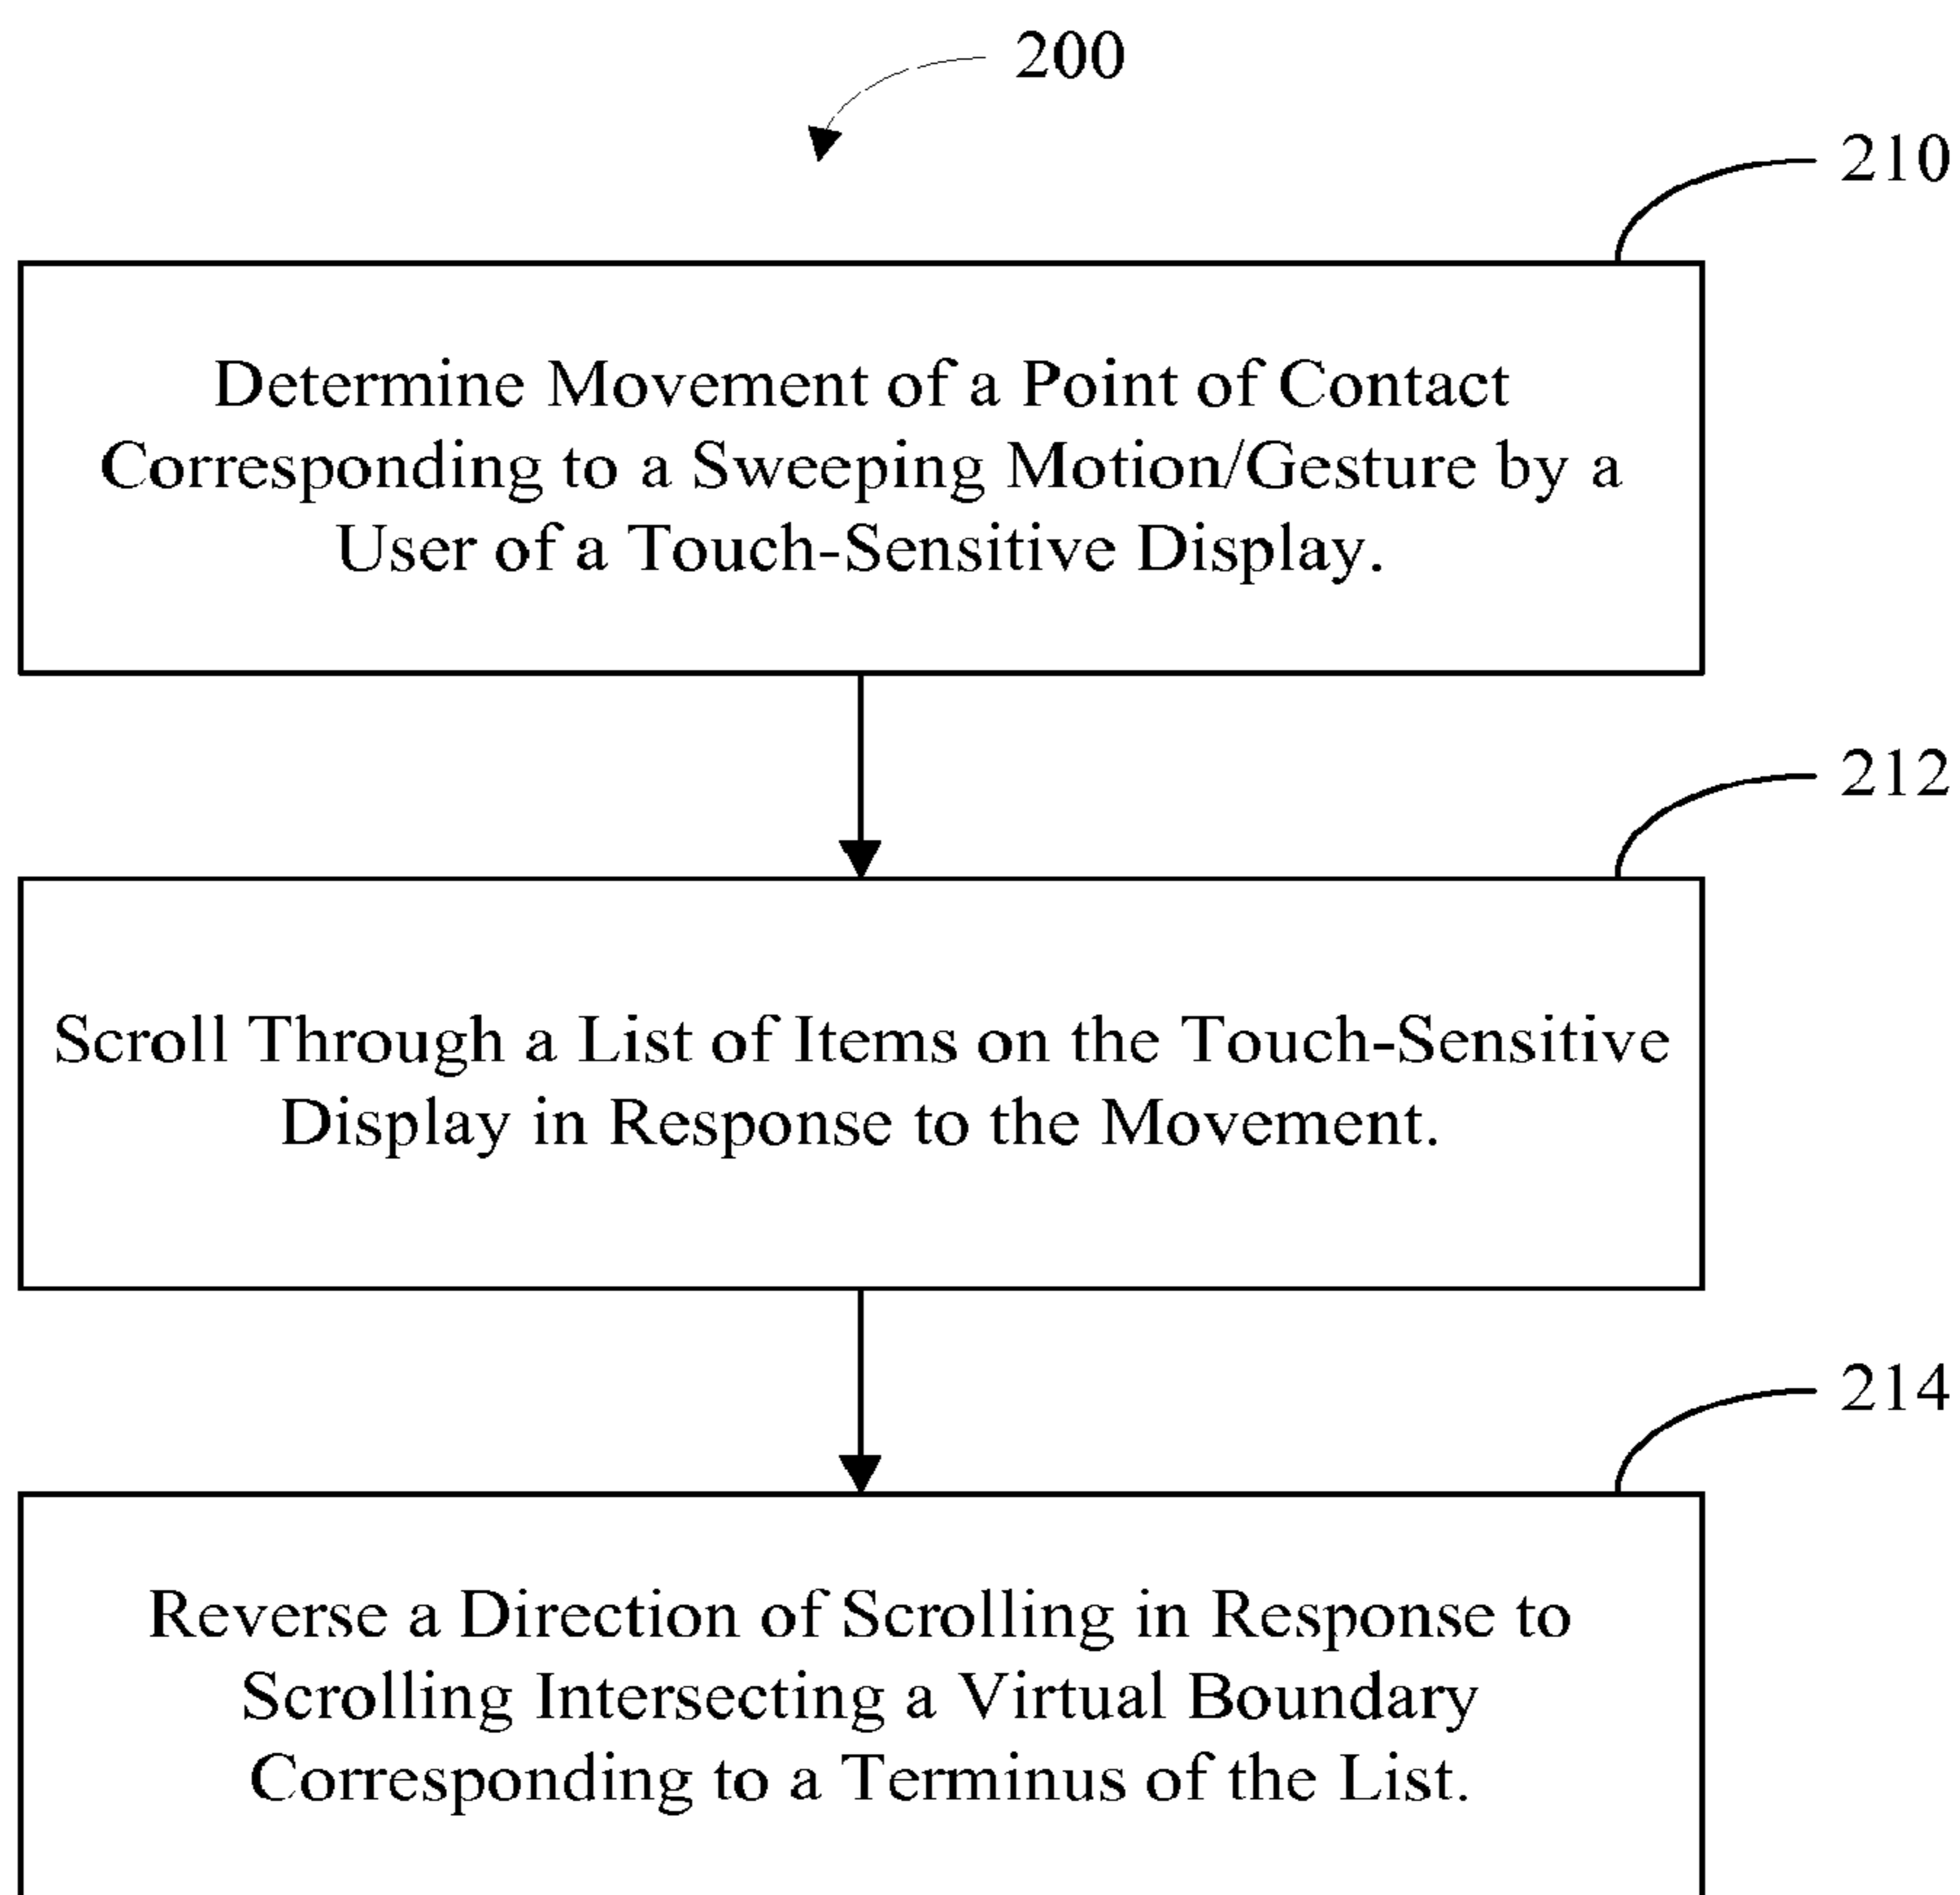 200
210
Determine Movement of a Point of Contact
Corresponding to a Sweeping Motion/Gesture by a
User of a Touch-Sensitive Display.
212
Scroll Through a List of Items on the Touch-Sensitive
Display in Response to the Movement.
214
Reverse a Direction of Scrolling in Response to
Scrolling Intersecting a Virtual Boundary
Corresponding to a Terminus of the List.